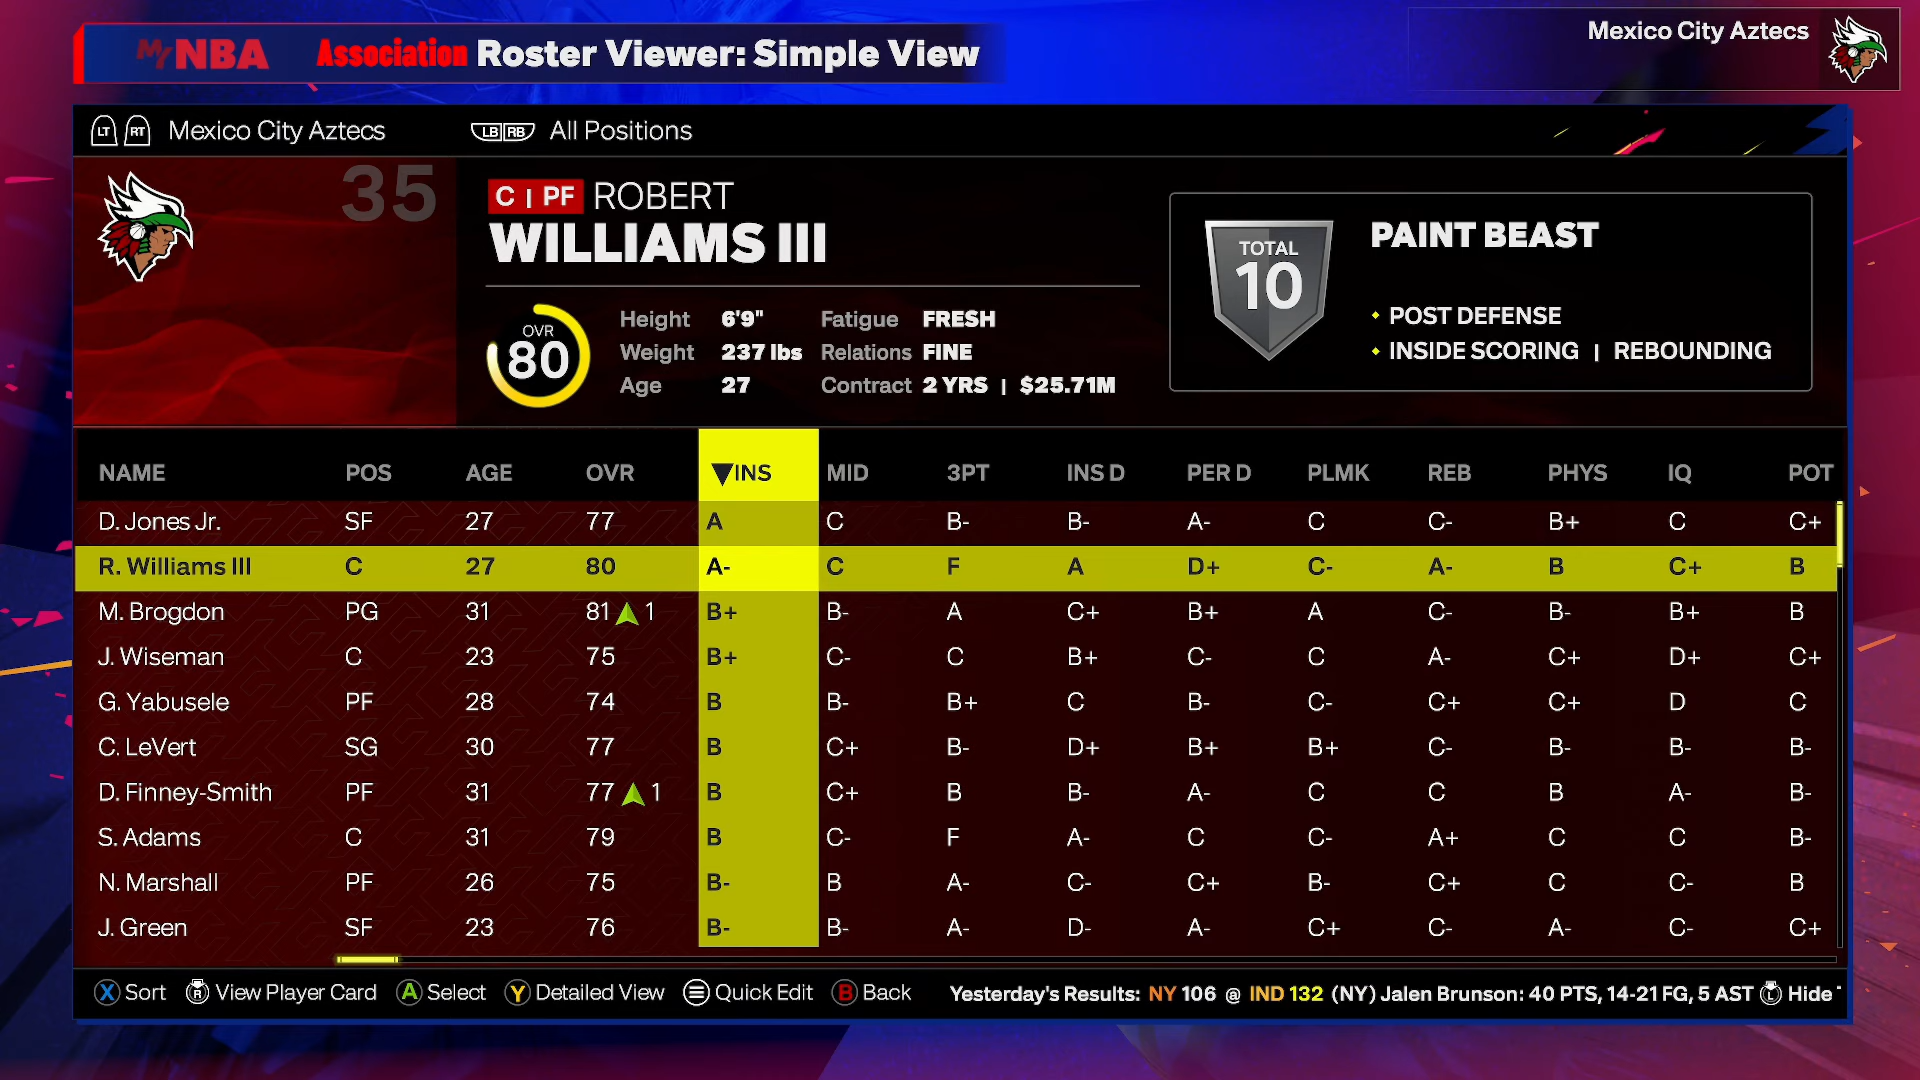 MyNBA Association Roster Viewer: Simple View
Mexico City Aztecs
LT RT Mexico City Aztecs LB RB All Positions
35
C | PF ROBERT
WILLIAMS III
OVR
80
Height 6'9" Fatigue FRESH
Weight 237 lbs Relations FINE
Age 27 Contract 2 YRS | $25.71M
TOTAL
10
PAINT BEAST
POST DEFENSE
INSIDE SCORING | REBOUNDING
NAME POS AGE OVR ▼INS MID 3PT INS D PER D PLMK REB PHYS IQ POT
D. Jones Jr. SF 27 77 A C B- B- A- C C- B+ C C+
R. Williams III C 27 80 A- C F A D+ C- A- B C+ B
M. Brogdon PG 31 81 ▲ 1 B+ B- A C+ B+ A C- B- B+ B
J. Wiseman C 23 75 B+ C- C B+ C- C A- C+ D+ C+
G. Yabusele PF 28 74 B B- B+ C B- C- C+ C+ D C
C. LeVert SG 30 77 B C+ B- D+ B+ B+ C- B- B- B-
D. Finney-Smith PF 31 77 ▲ 1 B C+ B B- A- C C B A- B-
S. Adams C 31 79 B C- F A- C C- A+ C C B-
N. Marshall PF 26 75 B- B A- C- C+ B- C+ C C- B
J. Green SF 23 76 B- B- A- D- A- C+ C- A- C- C+
X Sort R View Player Card A Select Y Detailed View Quick Edit B Back Yesterday's Results: NY 106 @ IND 132 (NY) Jalen Brunson: 40 PTS, 14-21 FG, 5 AST L Hide